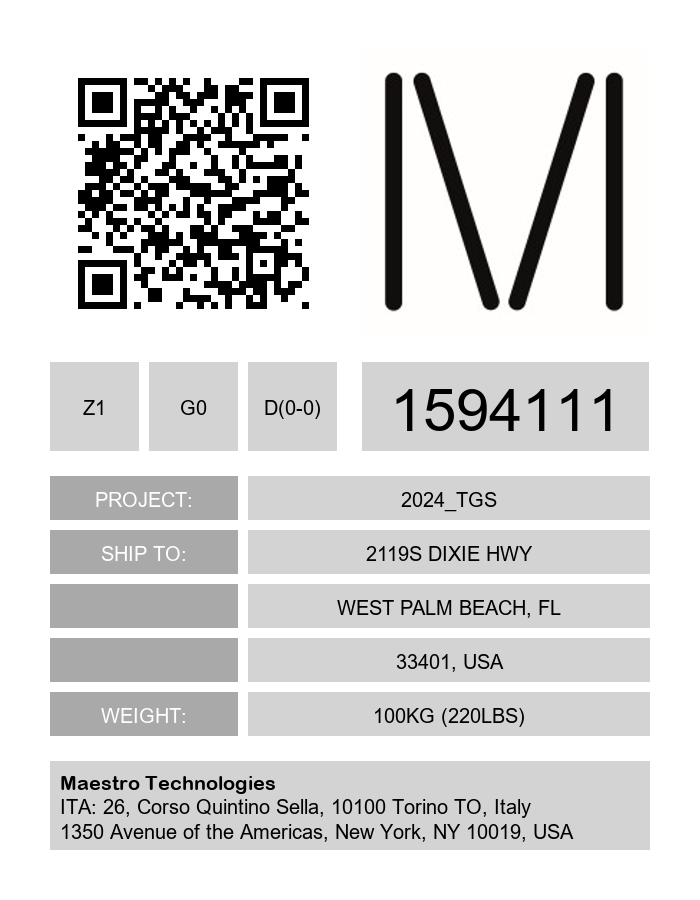 M
Z1 G0 D(0-0) 1594111
PROJECT: 2024_TGS
SHIP TO: 2119S DIXIE HWY
WEST PALM BEACH, FL
33401, USA
WEIGHT: 100KG (220LBS)
Maestro Technologies
ITA: 26, Corso Quintino Sella, 10100 Torino TO, Italy
1350 Avenue of the Americas, New York, NY 10019, USA